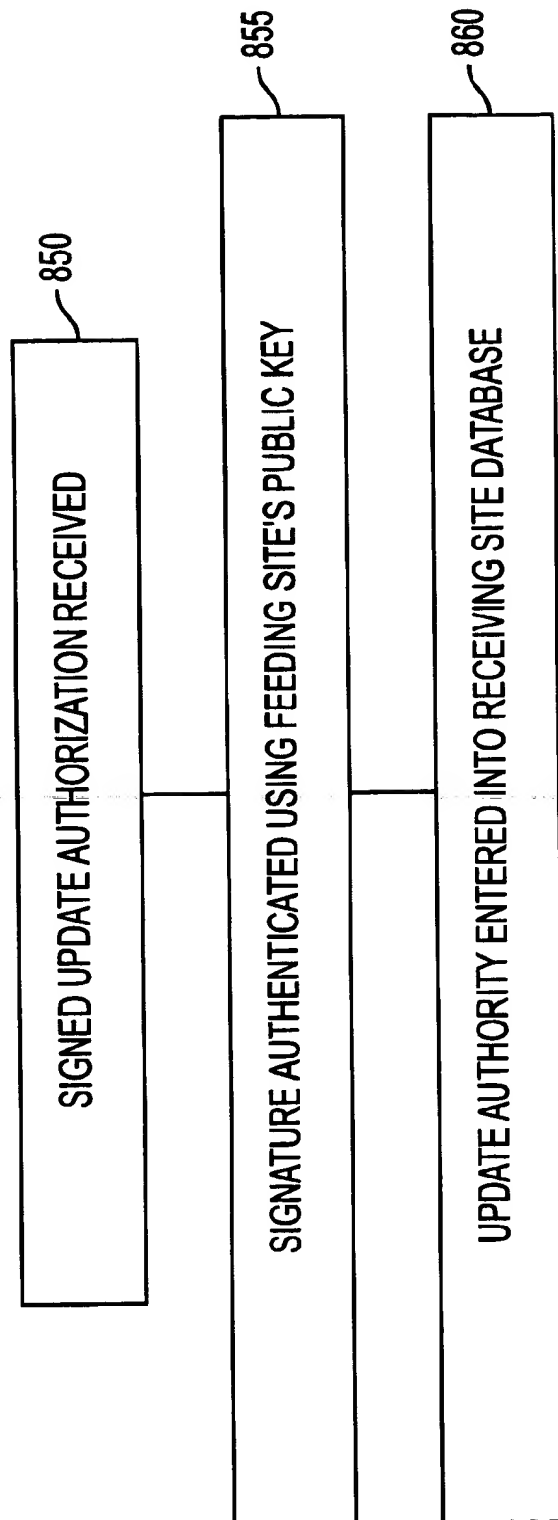 SIGNED UPDATE AUTHORIZATION RECEIVED
850
SIGNATURE AUTHENTICATED USING FEEDING SITE'S PUBLIC KEY
855
UPDATE AUTHORITY ENTERED INTO RECEIVING SITE DATABASE
860